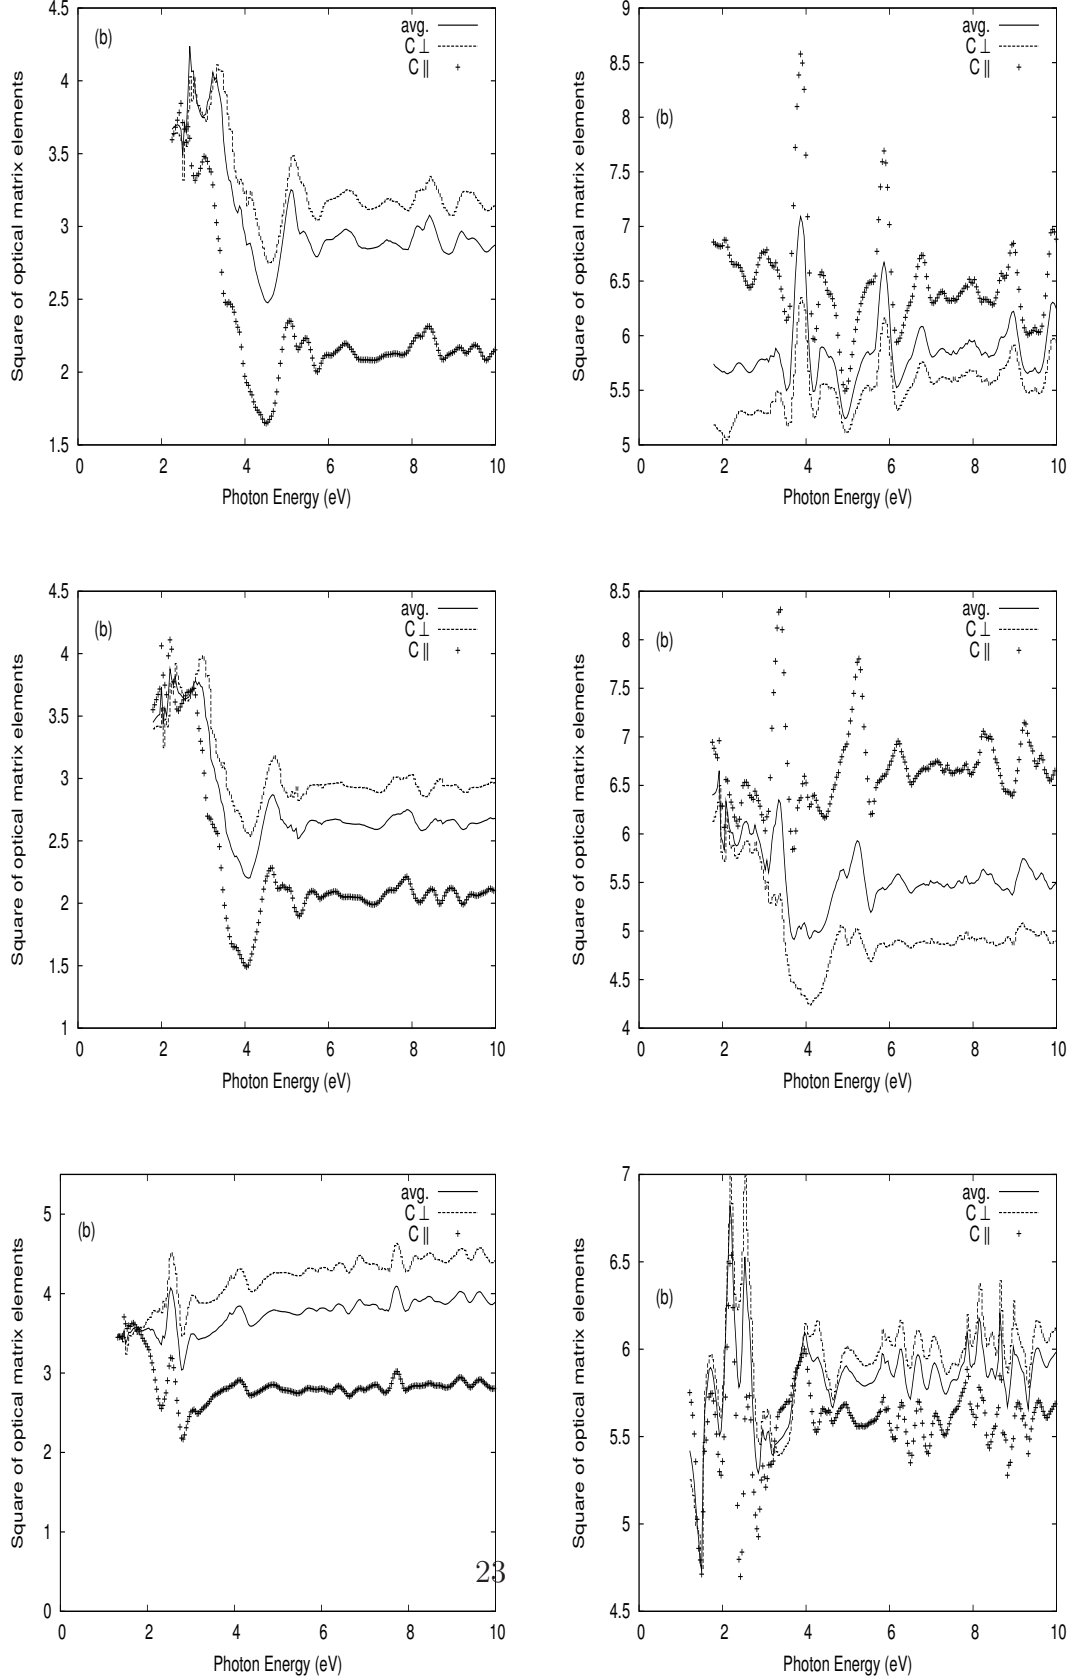 4.5
4
3.5
3
2.5
2
1.5
0 2 4 6 8 10
Square of optical matrix elements
Photon Energy (eV)
(b)
avg.
C ⊥
C ∥
9
8.5
8
7.5
7
6.5
6
5.5
5
0 2 4 6 8 10
Square of optical matrix elements
Photon Energy (eV)
(b)
avg.
C ⊥
C ∥
4.5
4
3.5
3
2.5
2
1.5
1
0 2 4 6 8 10
Square of optical matrix elements
Photon Energy (eV)
(b)
avg.
C ⊥
C ∥
8.5
8
7.5
7
6.5
6
5.5
5
4.5
4
0 2 4 6 8 10
Square of optical matrix elements
Photon Energy (eV)
(b)
avg.
C ⊥
C ∥
5
4
3
2
1
0
0 2 4 6 8 10
Square of optical matrix elements
Photon Energy (eV)
(b)
avg.
C ⊥
C ∥
7
6.5
6
5.5
5
4.5
0 2 4 6 8 10
Square of optical matrix elements
Photon Energy (eV)
(b)
avg.
C ⊥
C ∥
23